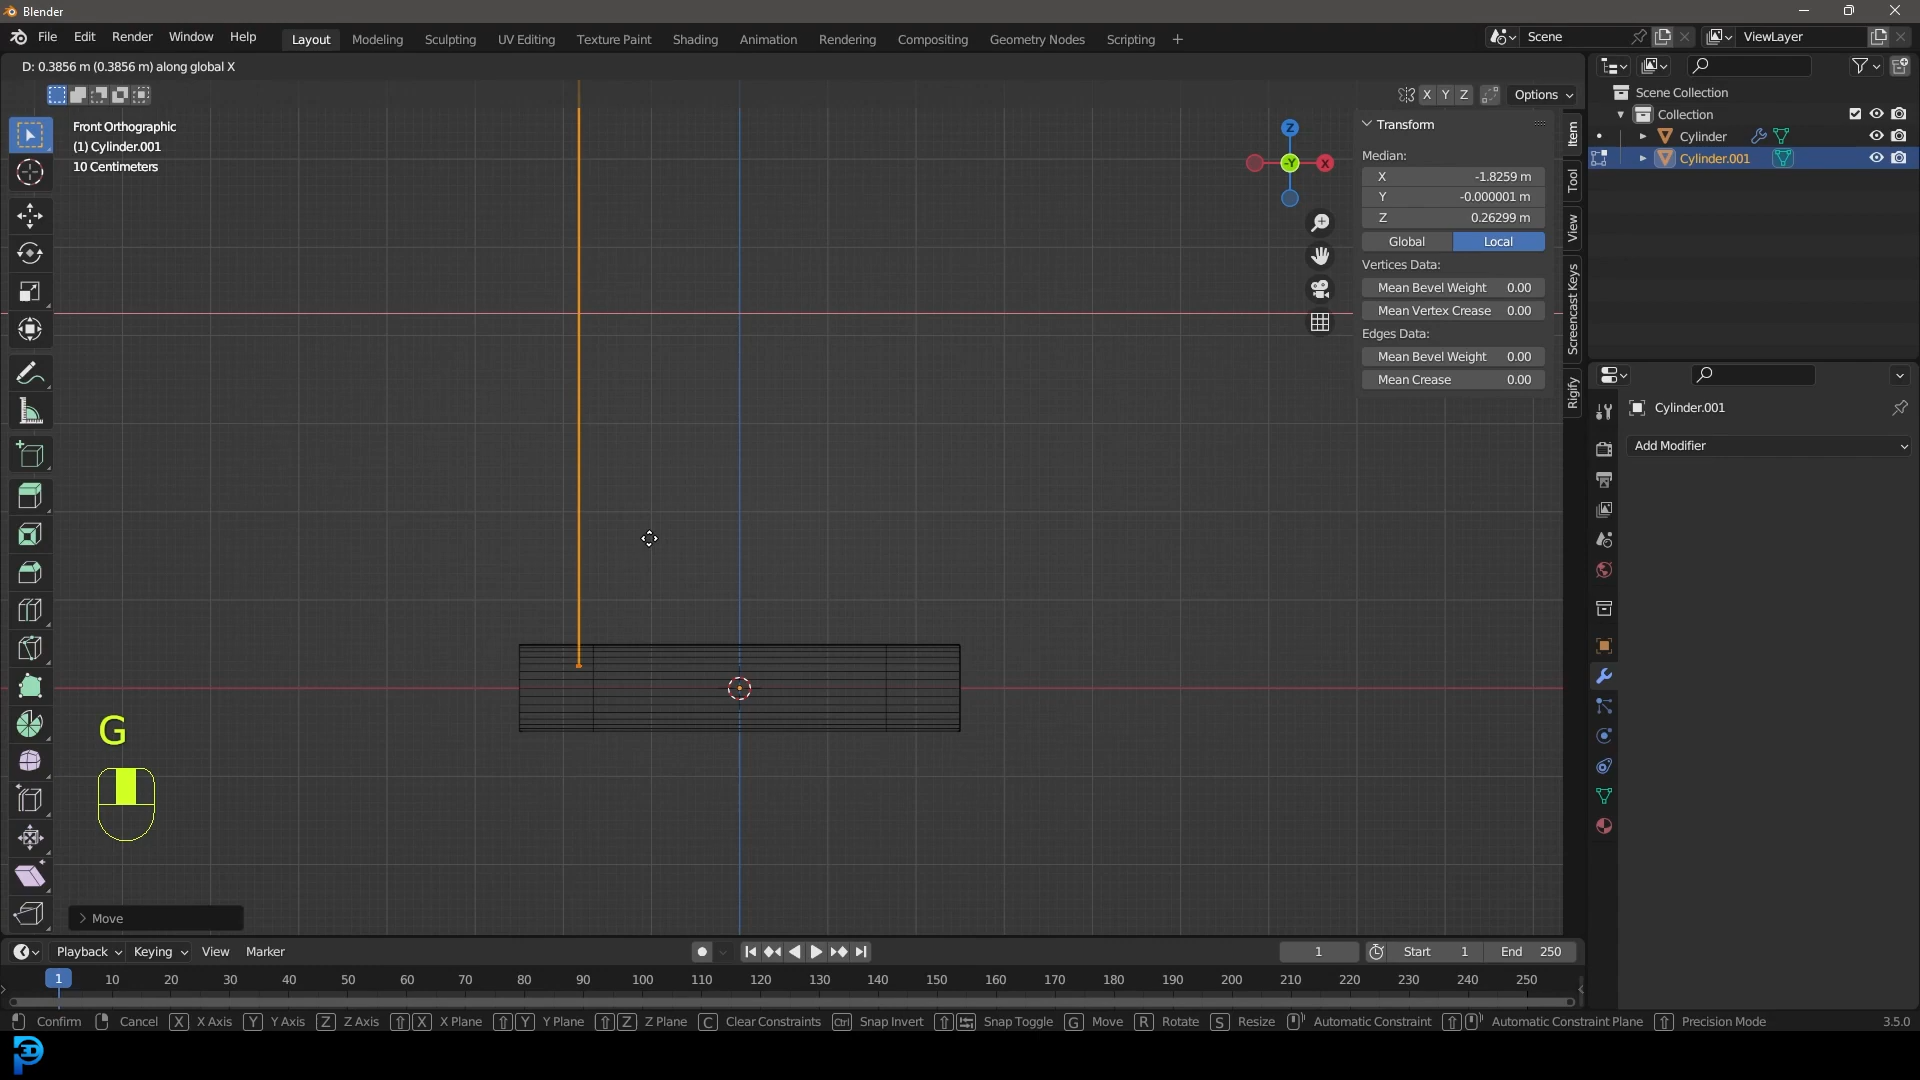 Blender
File Edit Render Window Help Layout Modeling Sculpting UV Editing Texture Paint Shading Animation Rendering Compositing Geometry Nodes Scripting + Scene ViewLayer
D: 0.3856 m (0.3856 m) along global X
X Y Z Options
Front Orthographic
(1) Cylinder.001
10 Centimeters
Z
-Y X
Transform
Median:
X -1.8259 m
Y -0.000001 m
Z 0.26299 m
Global Local
Vertices Data:
Mean Bevel Weight 0.00
Mean Vertex Crease 0.00
Edges Data:
Mean Bevel Weight 0.00
Mean Crease 0.00
Item
Tool
View
Screencast Keys
Rigify
Scene Collection
Collection
Cylinder
Cylinder.001
Cylinder.001
Add Modifier
G
Move
Playback Keying View Marker 1 Start 1 End 250
1 10 20 30 40 50 60 70 80 90 100 110 120 130 140 150 160 170 180 190 200 210 220 230 240 250
Confirm Cancel X X Axis Y Y Axis Z Z Axis X X Plane Y Y Plane Z Z Plane C Clear Constraints Ctrl Snap Invert Snap Toggle G Move R Rotate S Resize Automatic Constraint Automatic Constraint Plane Precision Mode 3.5.0
3D